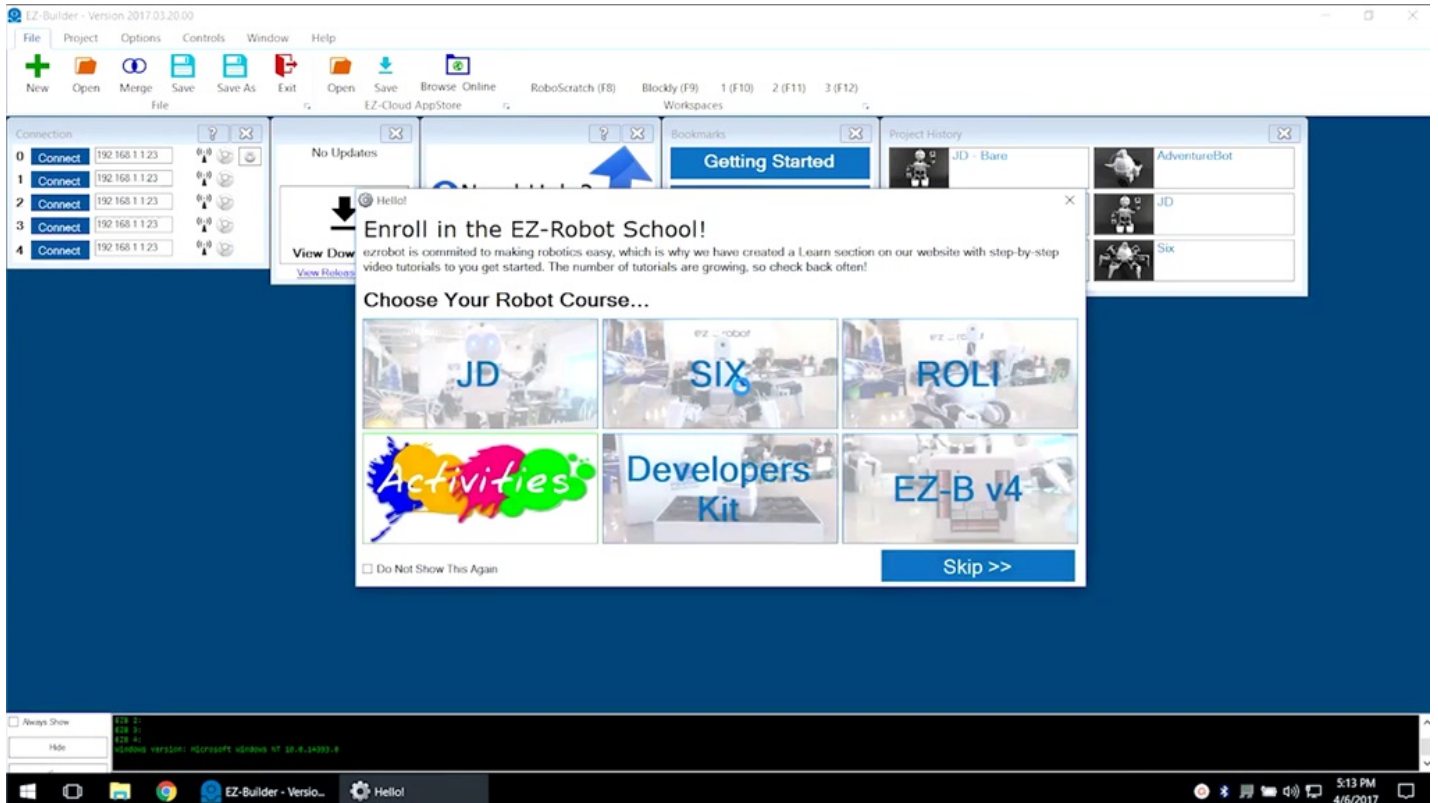 EZ-Builder - Version 2017.03.20.00
File Project Options Controls Window Help
New Open Merge Save Save As Exit Open Save Browse Online RoboScratch (F8) Blockly (F9) 1 (F10) 2 (F11) 3 (F12)
File EZ-Cloud AppStore Workspaces
Connection
0 Connect 192.168.1.1:23
1 Connect 192.168.1.1:23
2 Connect 192.168.1.1:23
3 Connect 192.168.1.1:23
4 Connect 192.168.1.1:23
No Updates
View Dow
View Releas
Bookmarks
Getting Started
Project History
JD - Bare
AdventureBot
JD
Six
Hello!
Enroll in the EZ-Robot School!
ezrobot is commited to making robotics easy, which is why we have created a Learn section on our website with step-by-step
video tutorials to you get started. The number of tutorials are growing, so check back often!
Choose Your Robot Course...
JD
SIX
ROLI
Activities
Developers
Kit
EZ-B v4
Do Not Show This Again
Skip >>
Always Show
Hide
EZB 2:
EZB 3:
EZB 4:
Windows version: Microsoft Windows NT 10.0.14393.0
EZ-Builder - Versio...
Hello!
5:13 PM
4/6/2017